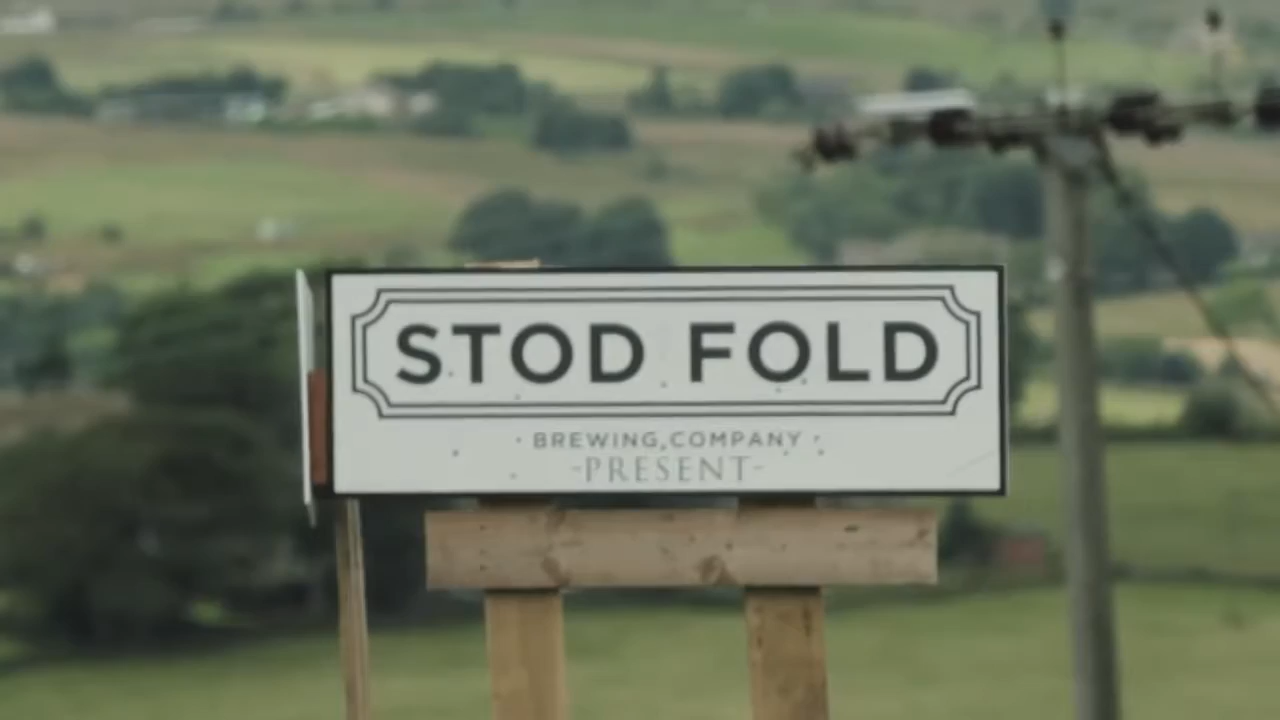 STOD FOLD
· BREWING COMPANY ·
-PRESENT-